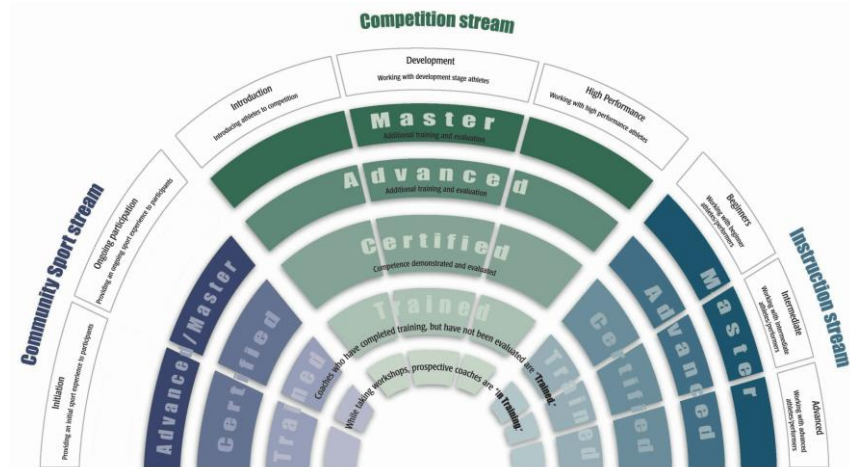 Competition stream
Introduction
Introducing athletes to competition
Development
Working with development stage athletes
High Performance
Working with high performance athletes
Master
Additional training and evaluation
Advanced
Additional training and evaluation
Certified
Competence demonstrated and evaluated
Trained
Coaches who have completed training, but have not been evaluated are "Trained."
While taking workshops, prospective coaches are "In Training."
Community Sport stream
Initiation
Providing an initial sport experience to participants
Ongoing participation
Providing an ongoing sport experience to participants
Advanced/Master
Certified
Trained
Instruction stream
Beginners
Working with beginner
athletes/performers
Intermediate
Working with intermediate
athletes/performers
Advanced
Working with advanced
athletes/performers
Master
Advanced
Certified
Trained